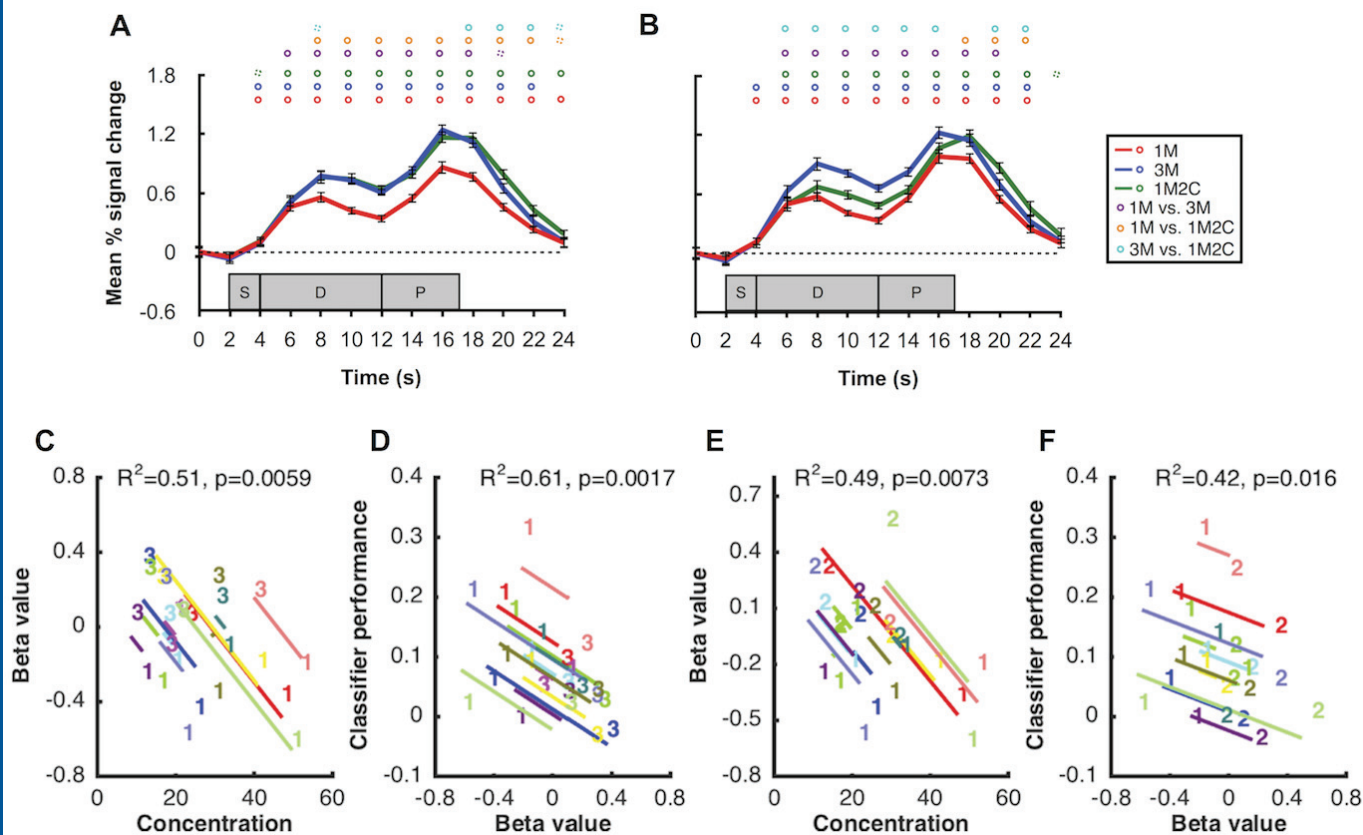 A
B
1.8
1.2
0.6
0
-0.6
Mean % signal change
S D P
S D P
0 2 4 6 8 10 12 14 16 18 20 22 24
0 2 4 6 8 10 12 14 16 18 20 22 24
Time (s)
Time (s)
1M
3M
1M2C
1M vs. 3M
1M vs. 1M2C
3M vs. 1M2C
C
R²=0.51, p=0.0059
0.8
0.4
0
-0.4
-0.8
Beta value
0 20 40 60
Concentration
D
R²=0.61, p=0.0017
0.4
0.3
0.2
0.1
0
-0.1
Classifier performance
-0.8 -0.4 0 0.4 0.8
Beta value
E
R²=0.49, p=0.0073
0.7
0.4
0.1
-0.2
-0.5
-0.8
Beta value
0 20 40 60
Concentration
F
R²=0.42, p=0.016
0.4
0.3
0.2
0.1
0
-0.1
Classifier performance
-0.8 -0.4 0 0.4 0.8
Beta value